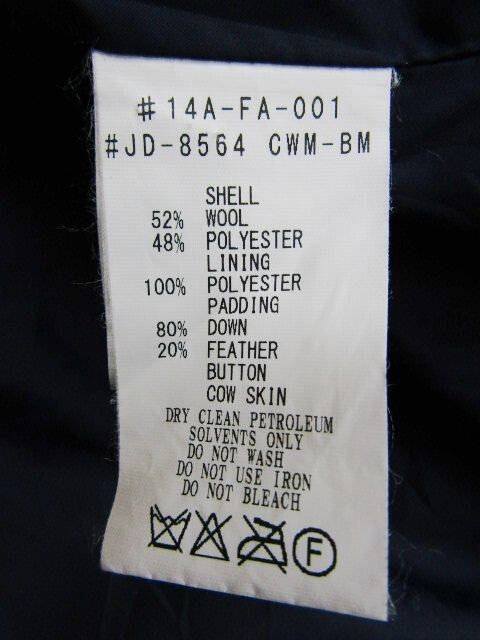 #14A-FA-001
#JD-8564 CWM-BM
SHELL
52% WOOL
48% POLYESTER
LINING
100% POLYESTER
PADDING
80% DOWN
20% FEATHER
BUTTON
COW SKIN
DRY CLEAN PETROLEUM
SOLVENTS ONLY
DO NOT WASH
DO NOT USE IRON
DO NOT BLEACH
F